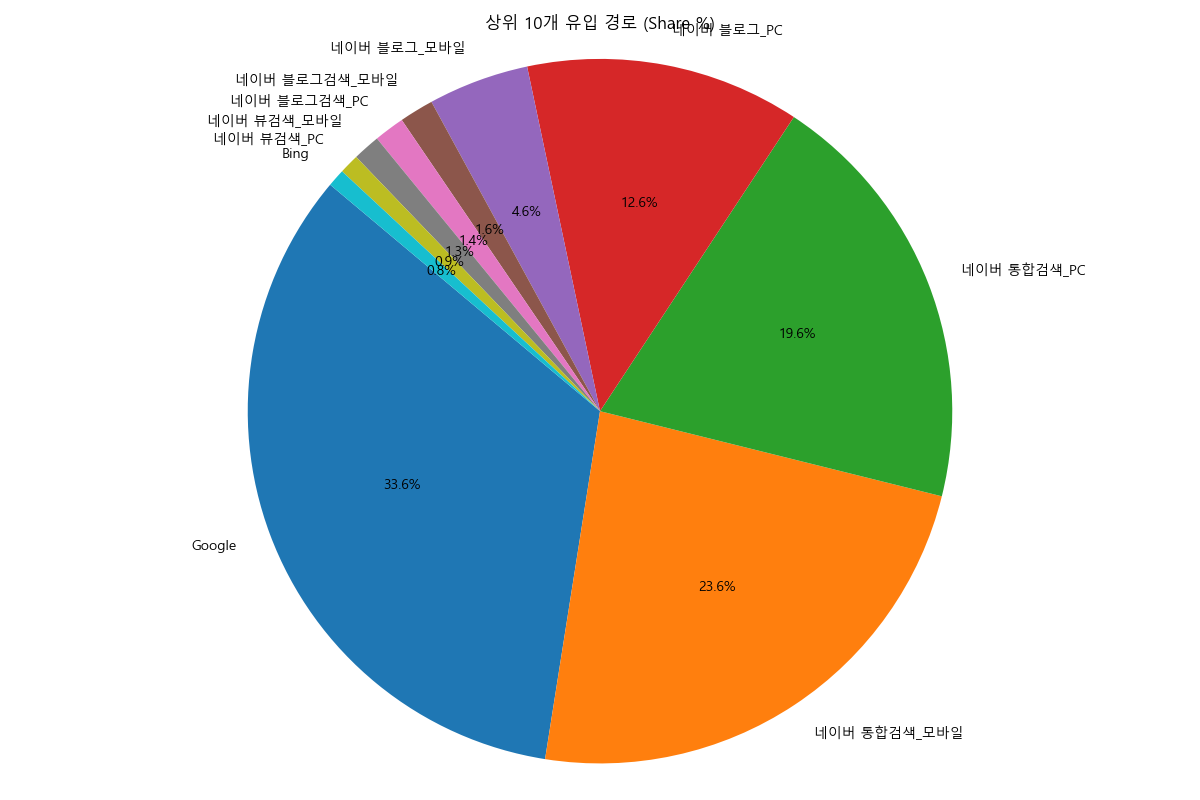 상위 10개 유입 경로 (Share %)
네이버 블로그_PC
네이버 블로그_모바일
네이버 블로그검색_모바일
네이버 블로그검색_PC
네이버 뷰검색_모바일
네이버 뷰검색_PC
Bing
12.6%
4.6%
1.6%
1.4%
1.3%
0.9%
0.8%
네이버 통합검색_PC
19.6%
33.6%
Google
23.6%
네이버 통합검색_모바일